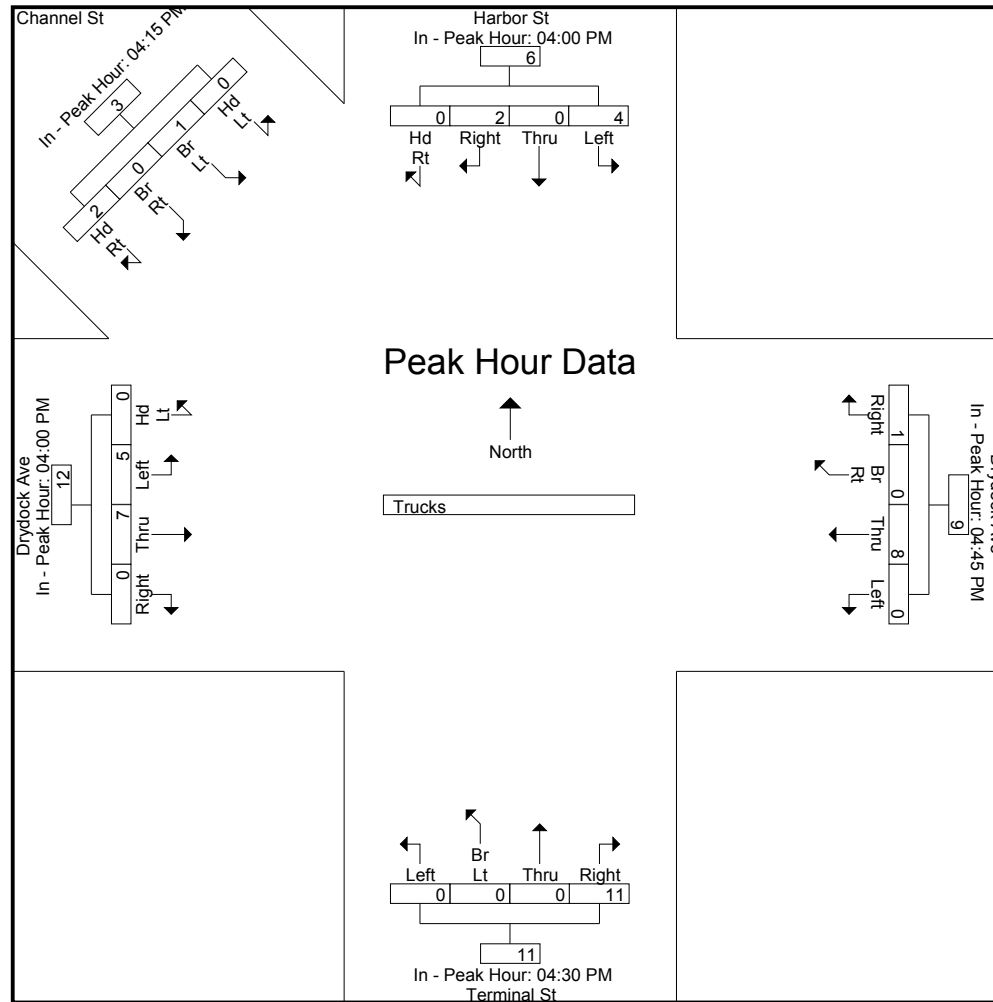 Channel St
In - Peak Hour: 04:15 PM
3
0
1
0
2
Hd
Lt
Br
Lt
Br
Rt
Hd
Rt
Harbor St
In - Peak Hour: 04:00 PM
6
0 2 0 4
Hd Right Thru Left
Rt
Peak Hour Data
North
Trucks
Drydock Ave
In - Peak Hour: 04:00 PM
12
0 5 7 0
Hd Left Thru Right
Lt
In - Peak Hour: 04:45 PM
9
1 0 8 0
Right Br Thru Left
Rt
Br
Left Lt Thru Right
0 0 0 11
11
In - Peak Hour: 04:30 PM
Terminal St